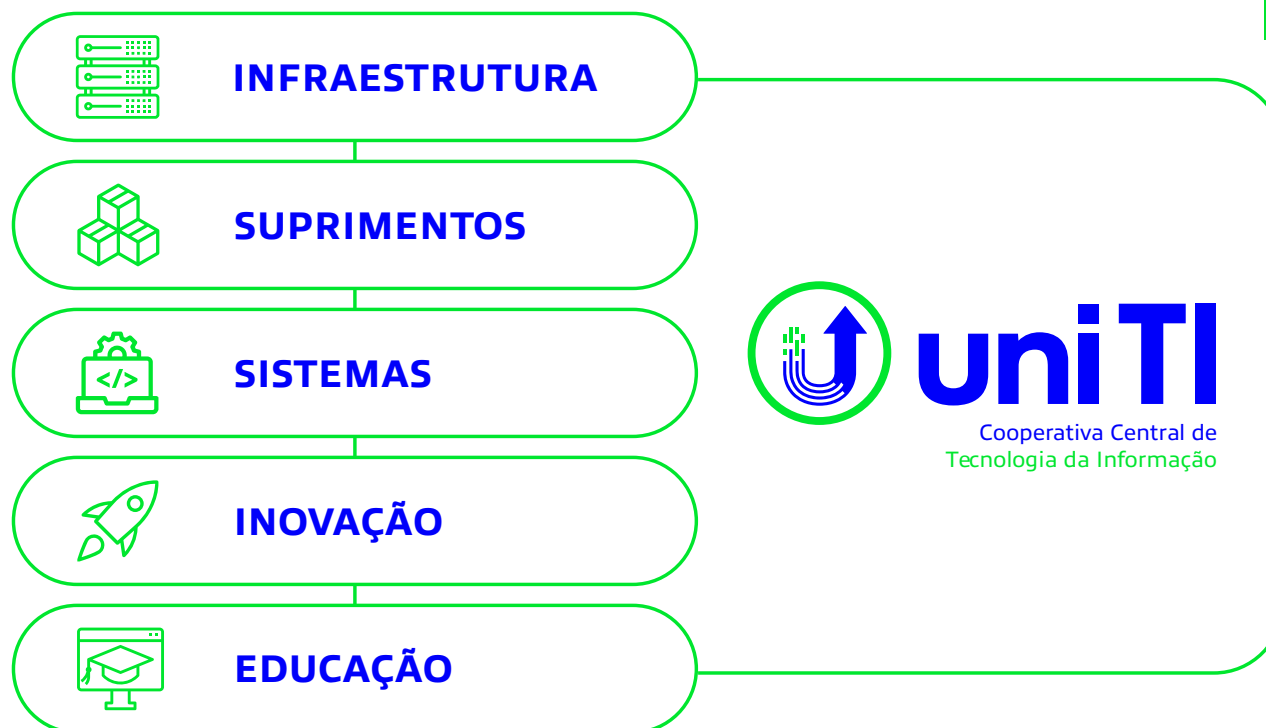 INFRAESTRUTURA
SUPRIMENTOS
</>
SISTEMAS
INOVAÇÃO
EDUCAÇÃO
uniTI
Cooperativa Central de
Tecnologia da Informação